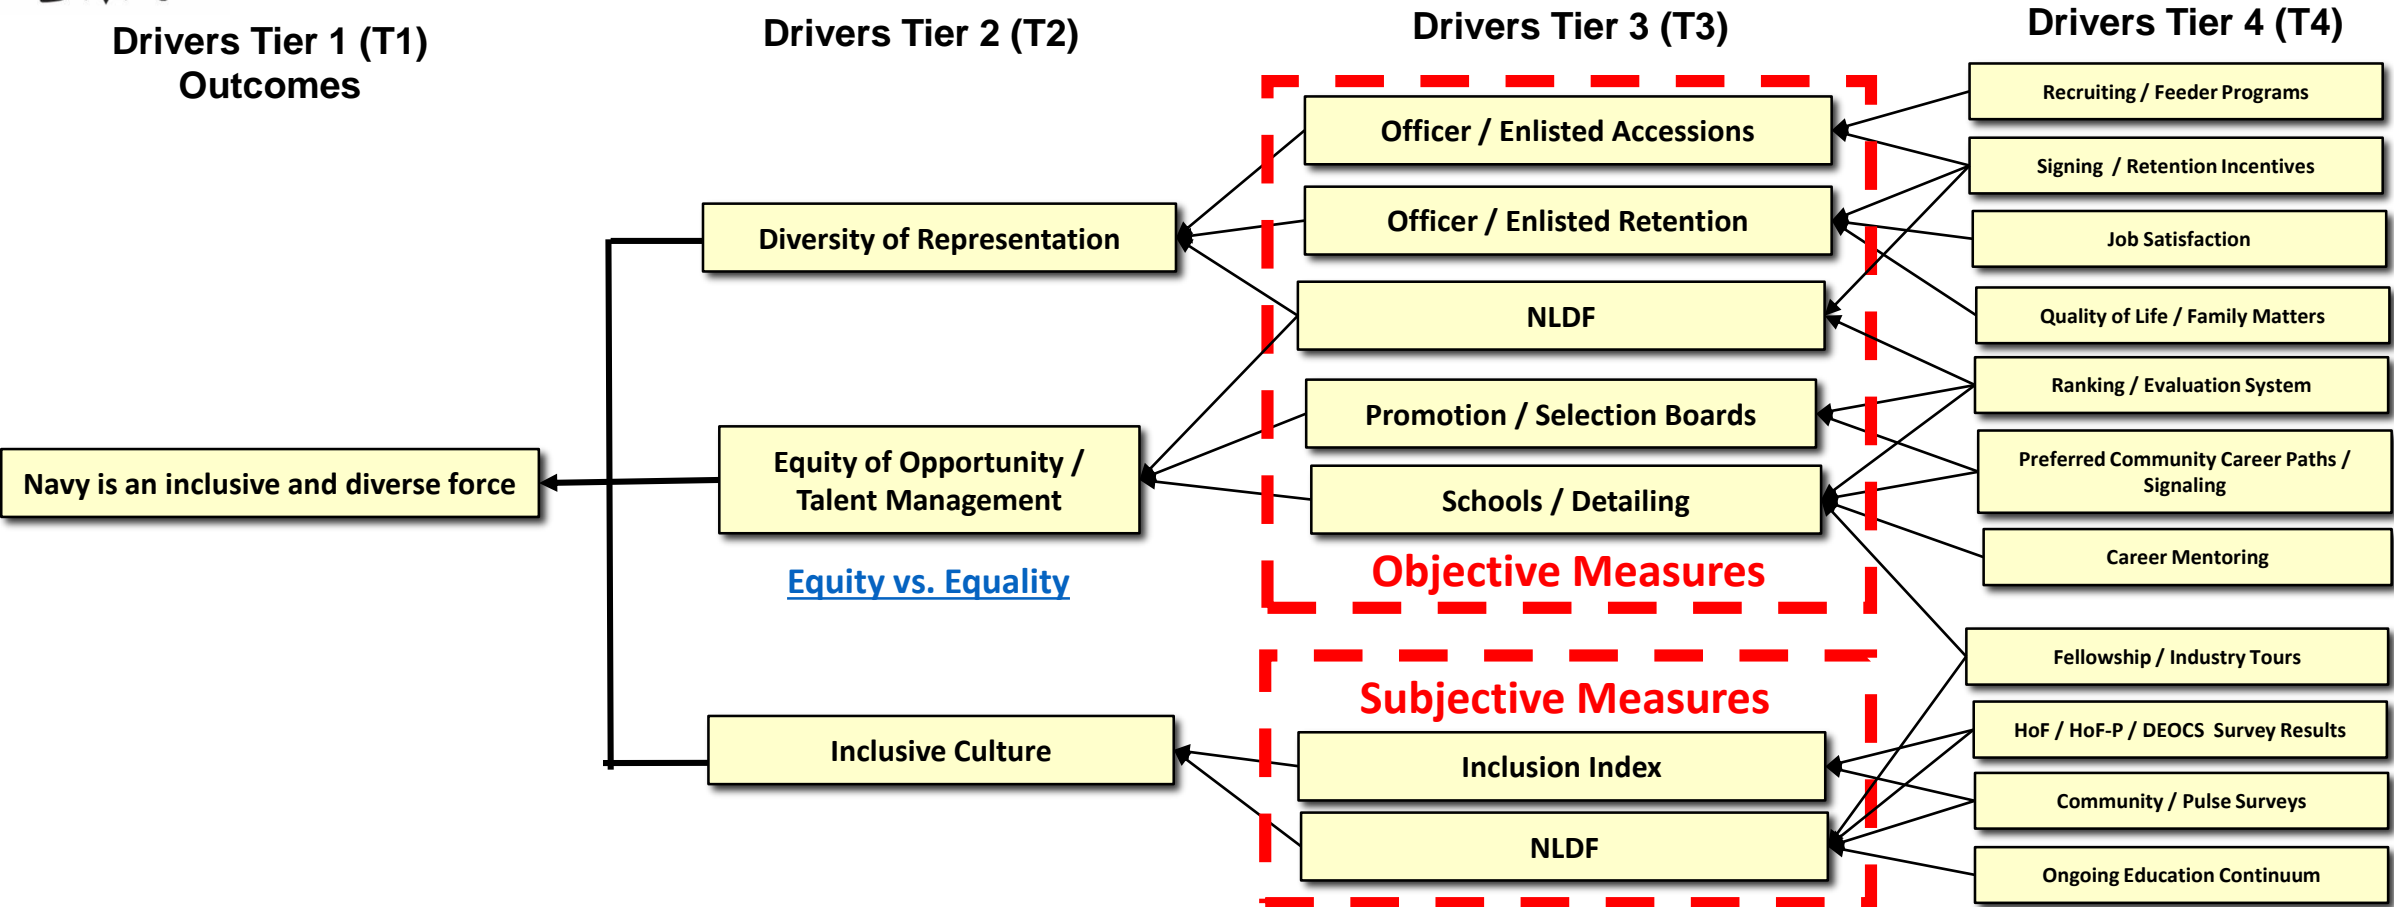 Drivers Tier 1 (T1)
Outcomes
Navy is an inclusive and diverse force
Drivers Tier 2 (T2)
Diversity of Representation
Equity of Opportunity /
Talent Management
Equity vs. Equality
Inclusive Culture
Drivers Tier 3 (T3)
Officer / Enlisted Accessions
Officer / Enlisted Retention
NLDF
Promotion / Selection Boards
Schools / Detailing
Objective Measures
Subjective Measures
Inclusion Index
NLDF
Drivers Tier 4 (T4)
Recruiting / Feeder Programs
Signing / Retention Incentives
Job Satisfaction
Quality of Life / Family Matters
Ranking / Evaluation System
Preferred Community Career Paths /
Signaling
Career Mentoring
Fellowship / Industry Tours
HoF / HoF-P / DEOCS Survey Results
Community / Pulse Surveys
Ongoing Education Continuum